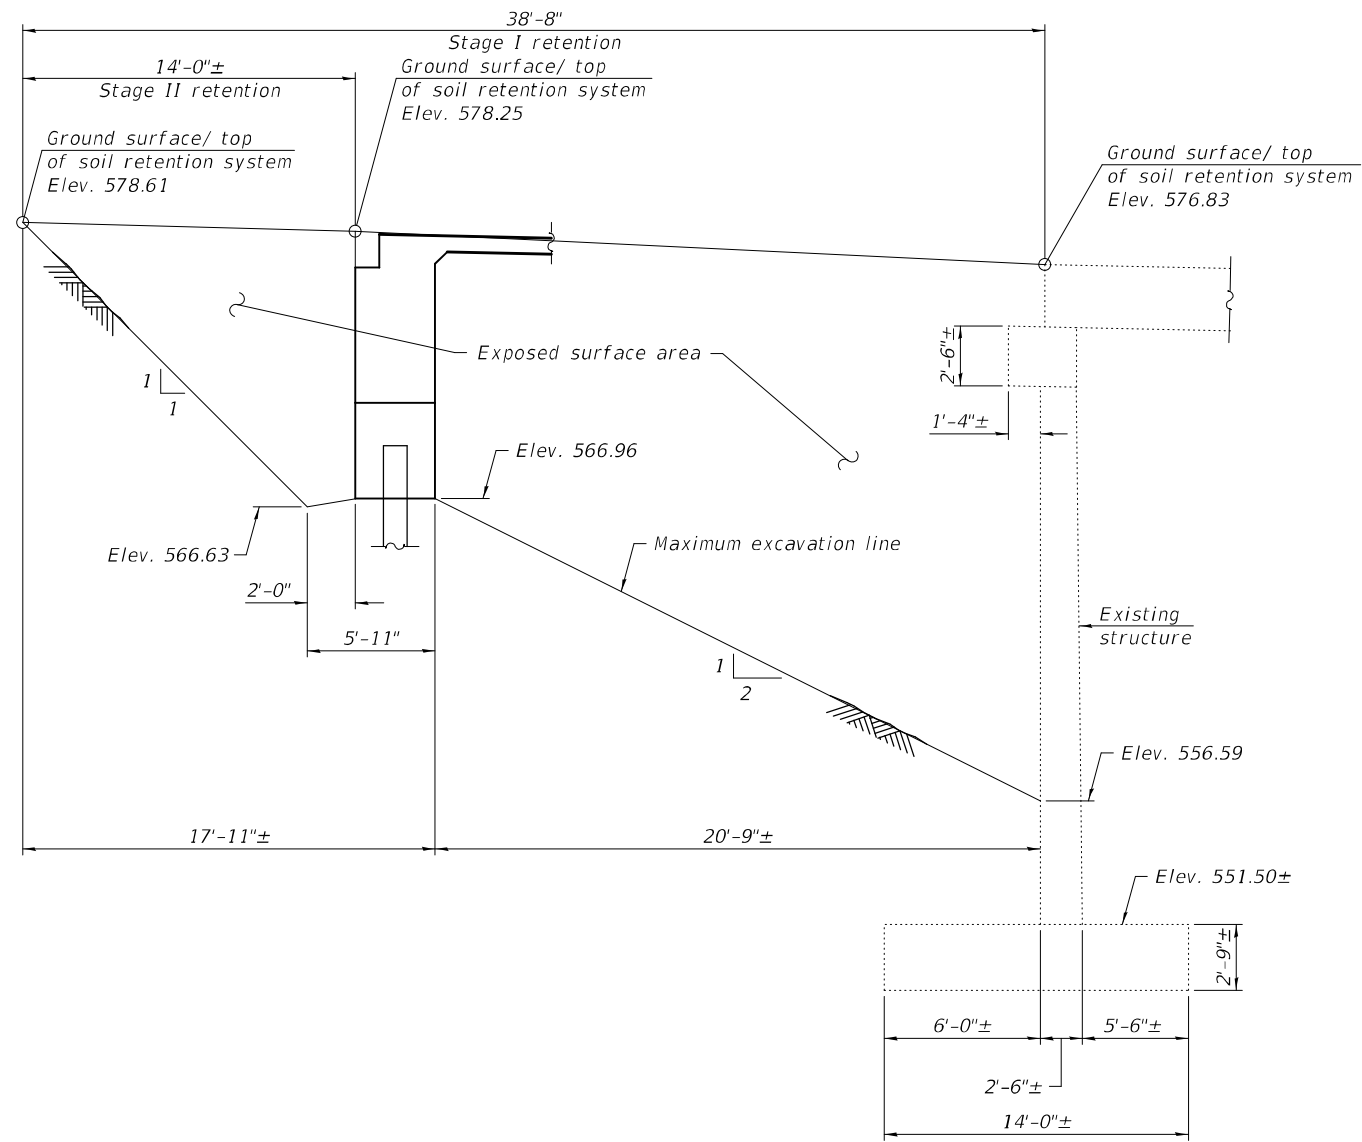 38'-8"
Stage I retention
14'-0"±
Stage II retention
Ground surface/ top
of soil retention system
Elev. 578.25
Ground surface/ top
of soil retention system
Elev. 578.61
Ground surface/ top
of soil retention system
Elev. 576.83
2'-6"±
Exposed surface area
1
1
1'-4"±
Elev. 566.96
Maximum excavation line
Elev. 566.63
2'-0"
5'-11"
Existing
structure
1
2
Elev. 556.59
17'-11"±
20'-9"±
Elev. 551.50±
2'-9"±
6'-0"±
5'-6"±
2'-6"±
14'-0"±